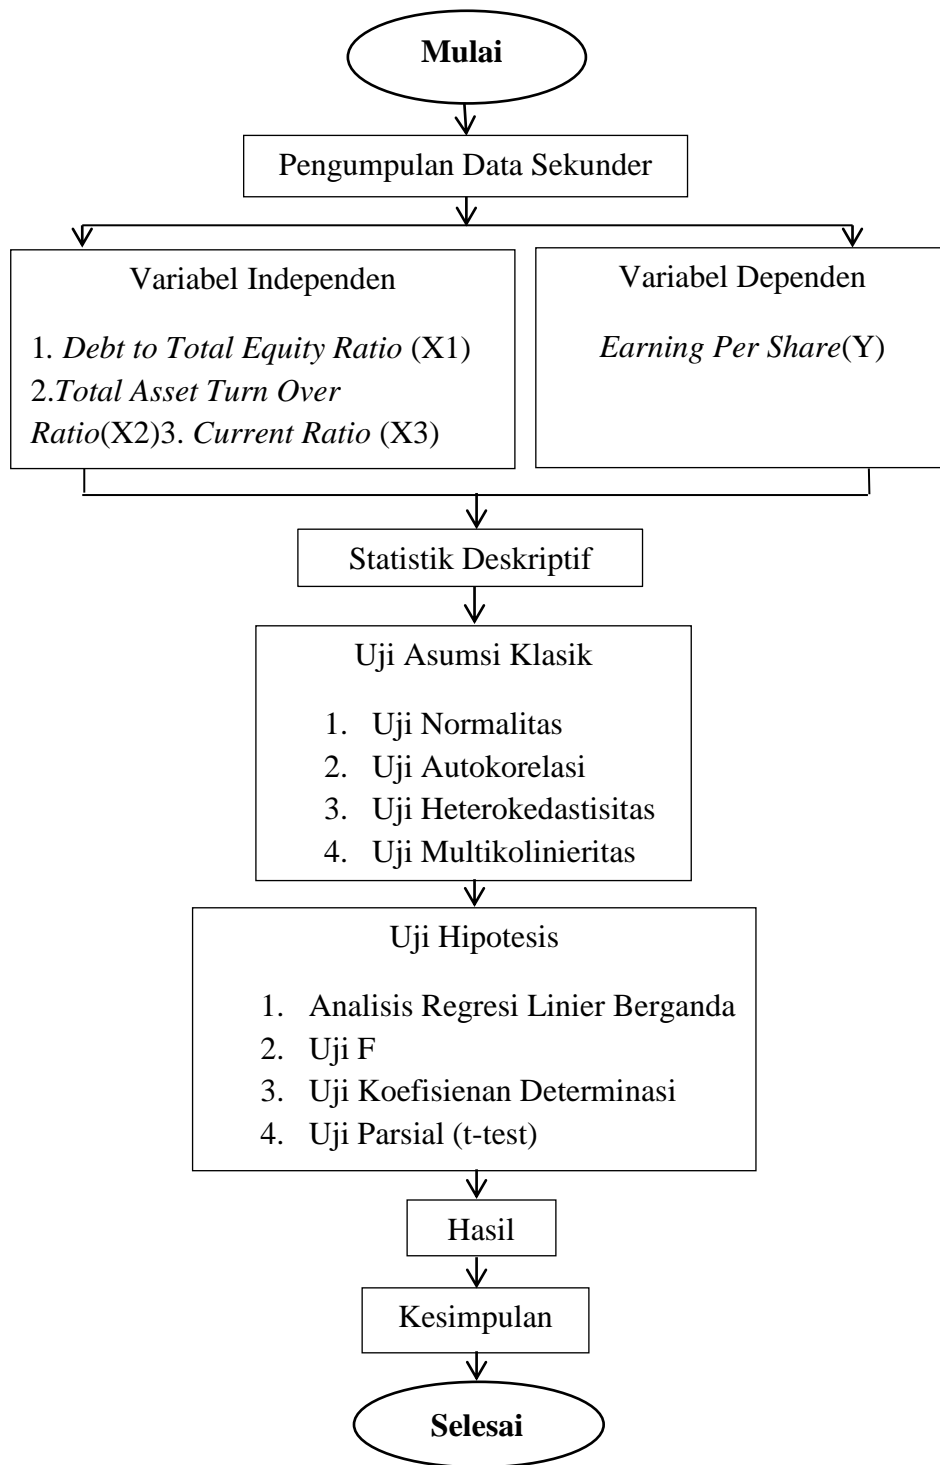 Mulai
Pengumpulan Data Sekunder
Variabel Independen
1. Debt to Total Equity Ratio (X1)
2.Total Asset Turn Over
Ratio(X2)3. Current Ratio (X3)
Variabel Dependen
Earning Per Share(Y)
Statistik Deskriptif
Uji Asumsi Klasik
1. Uji Normalitas
2. Uji Autokorelasi
3. Uji Heterokedastisitas
4. Uji Multikolinieritas
Uji Hipotesis
1. Analisis Regresi Linier Berganda
2. Uji F
3. Uji Koefisienan Determinasi
4. Uji Parsial (t-test)
Hasil
Kesimpulan
Selesai